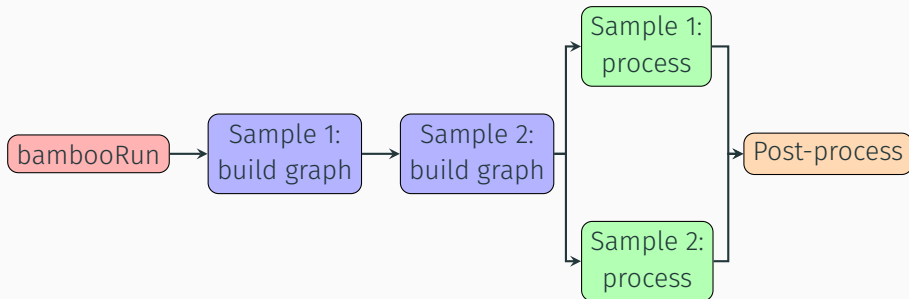 bambooRun
Sample 1:
build graph
Sample 2:
build graph
Sample 1:
process
Sample 2:
process
Post-process